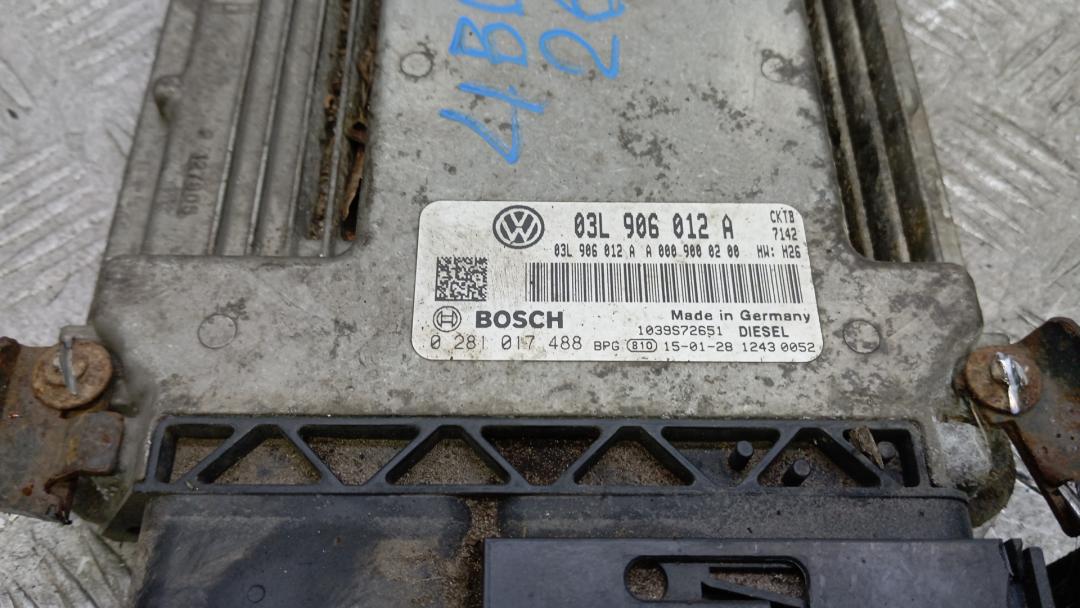 03L 906 012 A
CKTB
7142
03L 906 012 A A 000 900 02 00 HW: H26
BOSCH
Made in Germany
1039S72651 DIESEL
0 281 017 488 BPG 810 15-01-28 1243 0052